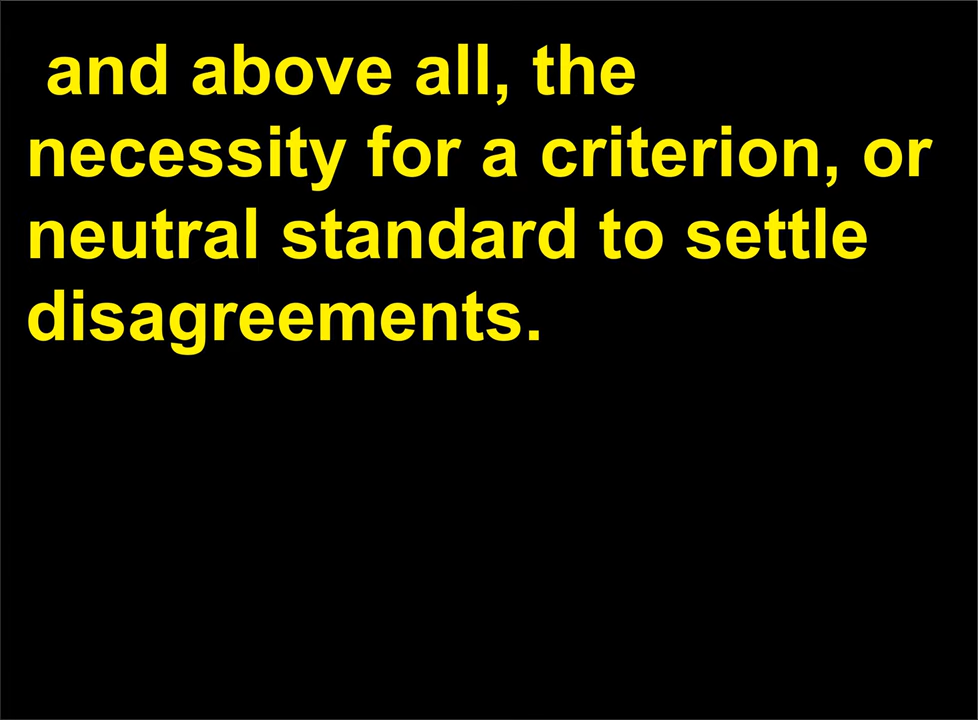 and above all, the
necessity for a criterion, or
neutral standard to settle
disagreements.